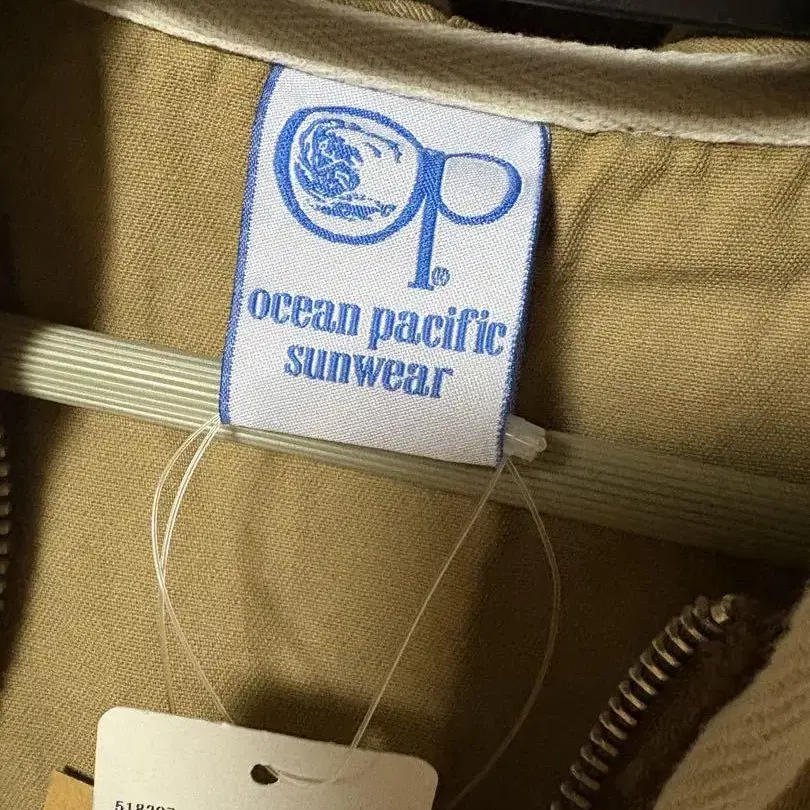 op®
ocean pacific
sunwear